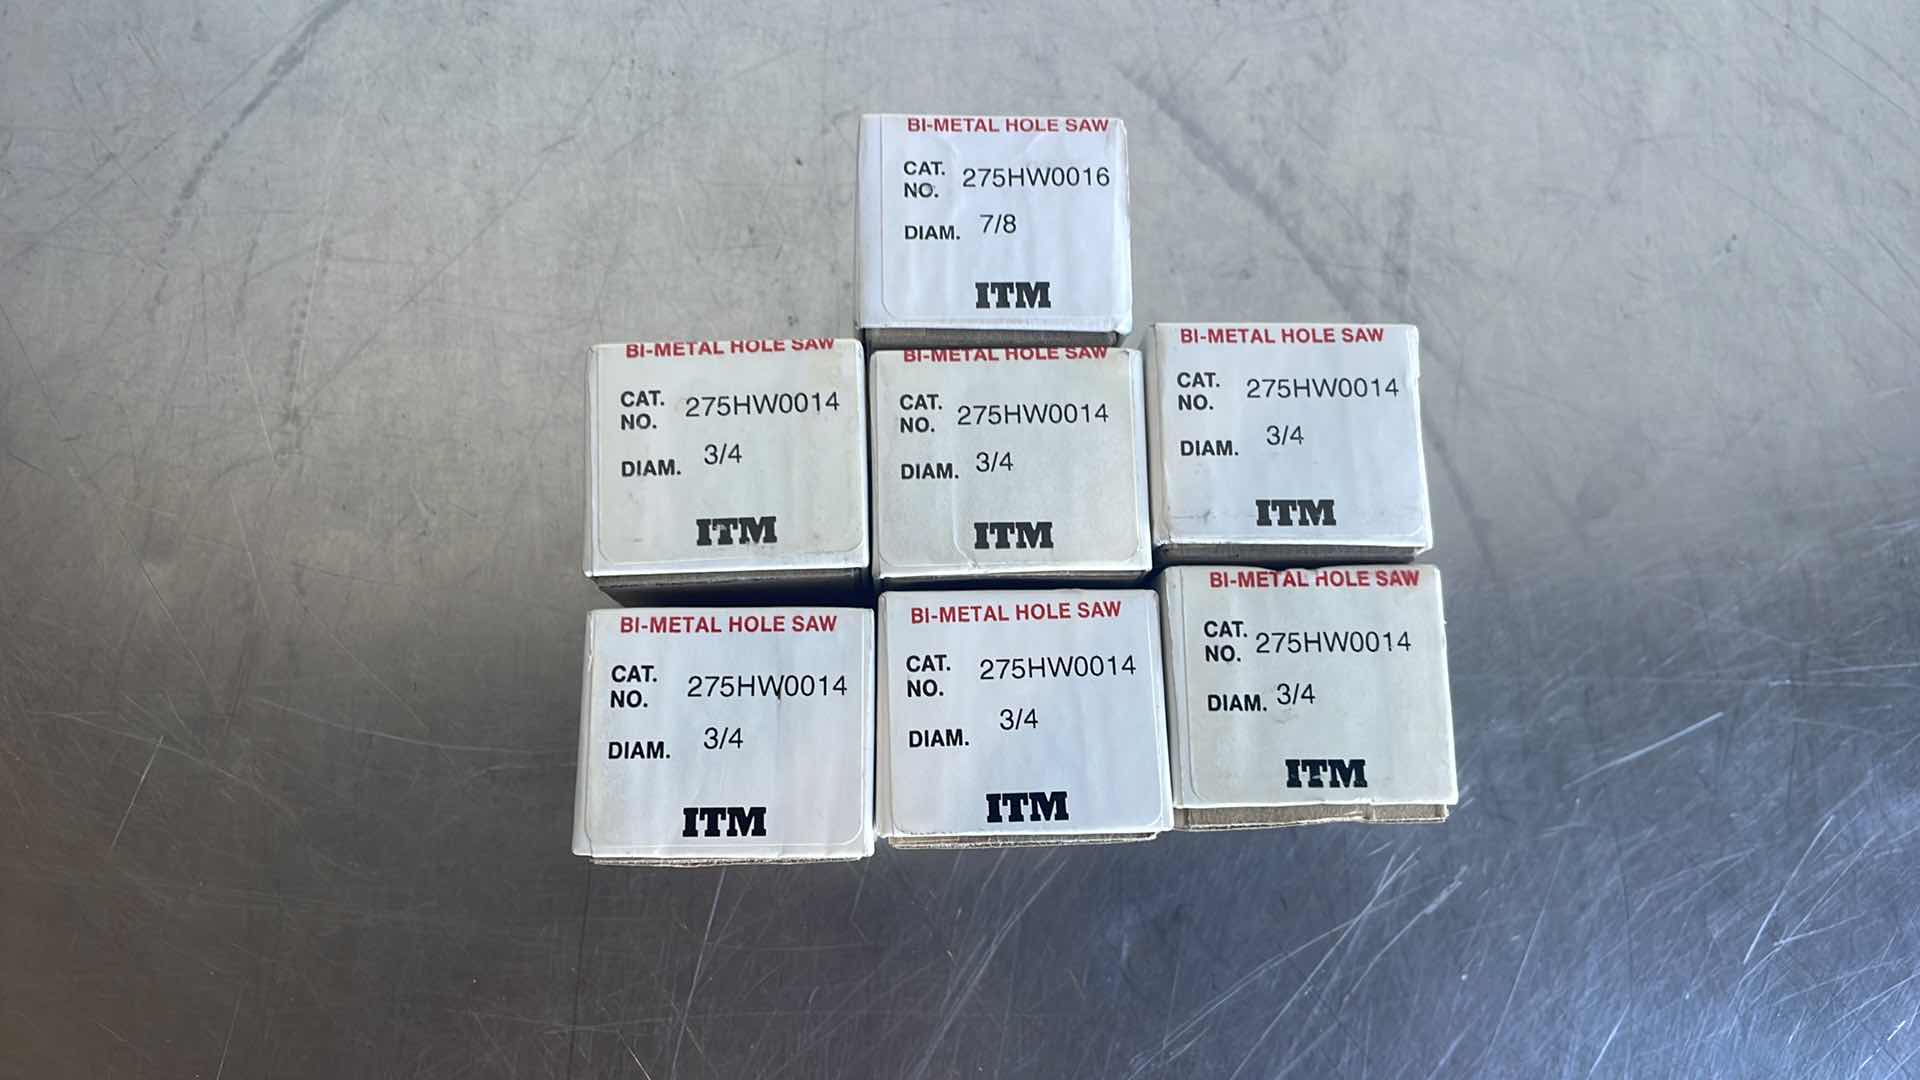 BI-METAL HOLE SAW
CAT. NO. 275HW0016
DIAM. 7/8
ITM
BI-METAL HOLE SAW
CAT. NO. 275HW0014
DIAM. 3/4
ITM
BI-METAL HOLE SAW
CAT. NO. 275HW0014
DIAM. 3/4
ITM
BI-METAL HOLE SAW
CAT. NO. 275HW0014
DIAM. 3/4
ITM
BI-METAL HOLE SAW
CAT. NO. 275HW0014
DIAM. 3/4
ITM
BI-METAL HOLE SAW
CAT. NO. 275HW0014
DIAM. 3/4
ITM
BI-METAL HOLE SAW
CAT. NO. 275HW0014
DIAM. 3/4
ITM